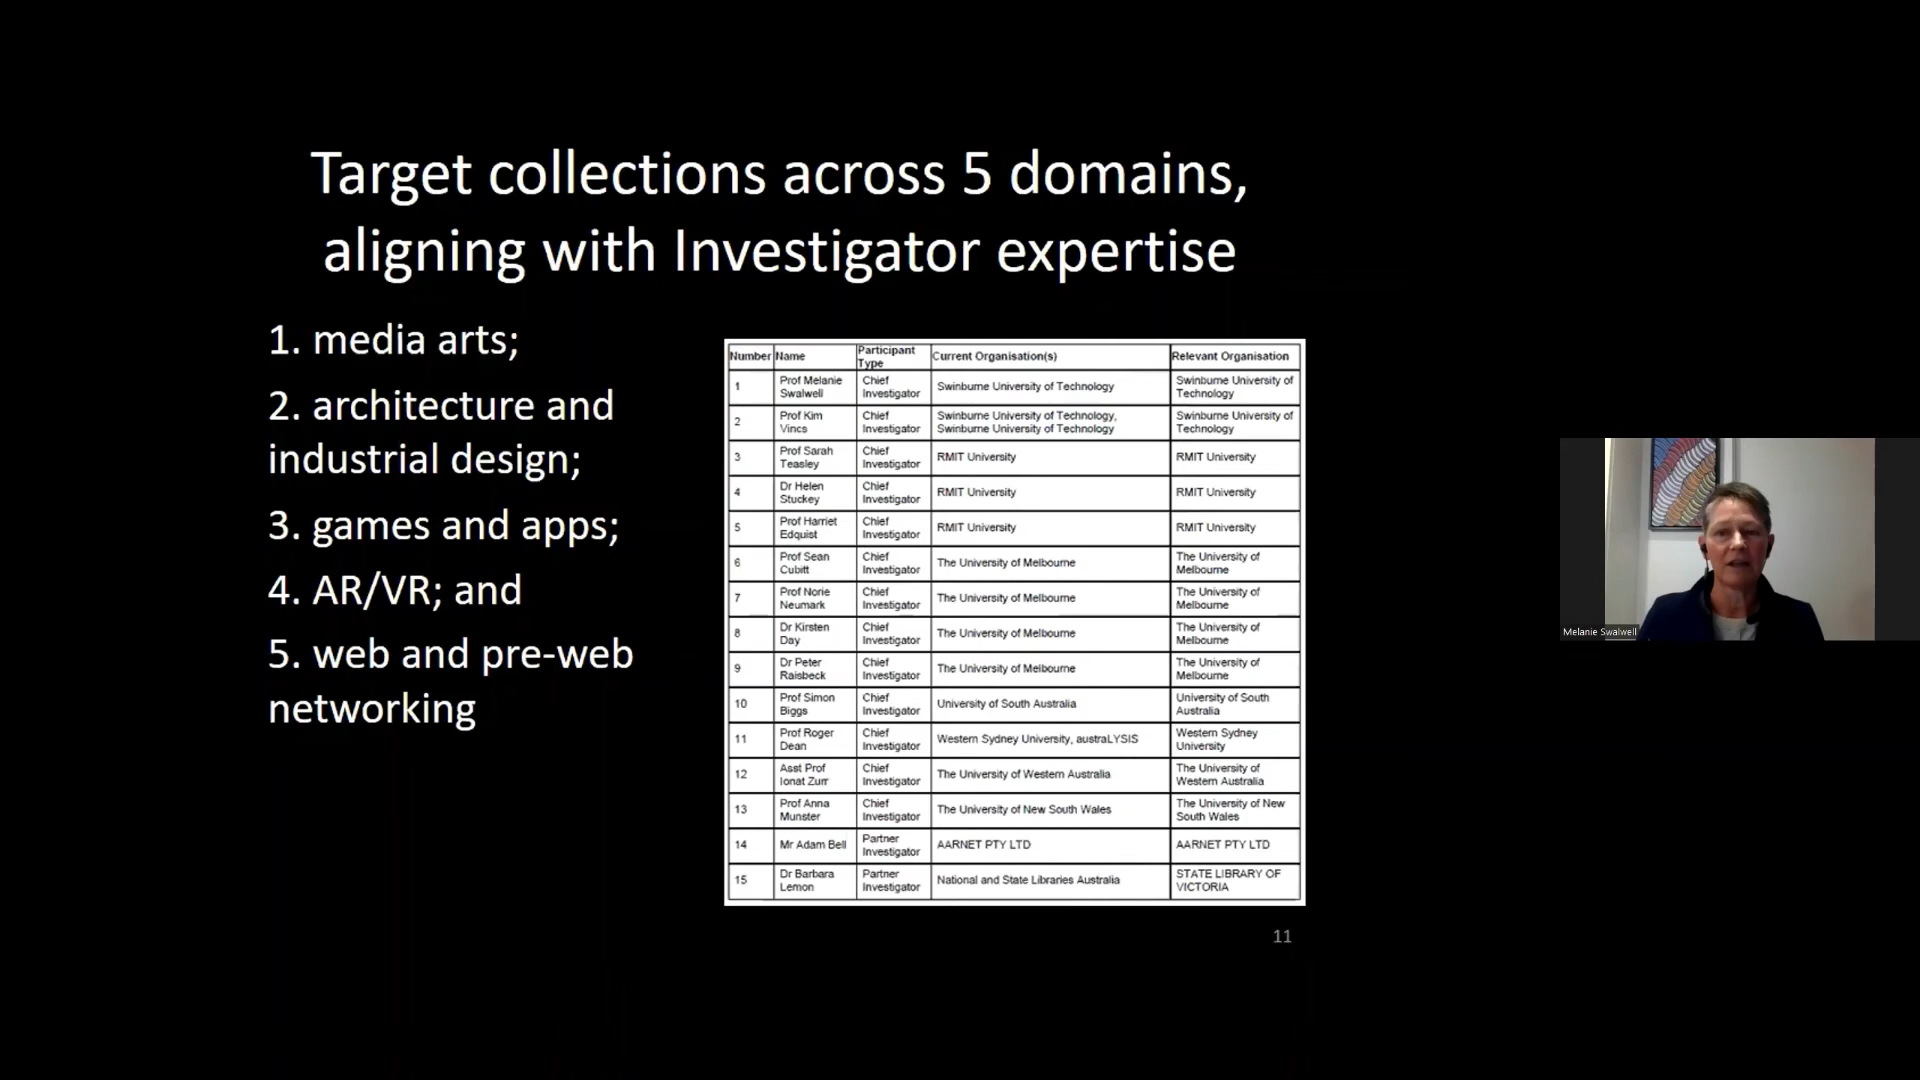 Target collections across 5 domains,
aligning with Investigator expertise
1. media arts;
2. architecture and
industrial design;
3. games and apps;
4. AR/VR; and
5. web and pre-web
networking
Number Name Participant Type Current Organisation(s) Relevant Organisation
1 Prof Melanie Swalwell Chief Investigator Swinburne University of Technology Swinburne University of Technology
2 Prof Kim Vincs Chief Investigator Swinburne University of Technology, Swinburne University of Technology Swinburne University of Technology
3 Prof Sarah Teasley Chief Investigator RMIT University RMIT University
4 Dr Helen Stuckey Chief Investigator RMIT University RMIT University
5 Prof Harriet Edquist Chief Investigator RMIT University RMIT University
6 Prof Sean Cubitt Chief Investigator The University of Melbourne The University of Melbourne
7 Prof Norie Neumark Chief Investigator The University of Melbourne The University of Melbourne
8 Dr Kirsten Day Chief Investigator The University of Melbourne The University of Melbourne
9 Dr Peter Raisbeck Chief Investigator The University of Melbourne The University of Melbourne
10 Prof Simon Biggs Chief Investigator University of South Australia University of South Australia
11 Prof Roger Dean Chief Investigator Western Sydney University, austraLYSIS Western Sydney University
12 Asst Prof Ionat Zurr Chief Investigator The University of Western Australia The University of Western Australia
13 Prof Anna Munster Chief Investigator The University of New South Wales The University of New South Wales
14 Mr Adam Bell Partner Investigator AARNET PTY LTD AARNET PTY LTD
15 Dr Barbara Lemon Partner Investigator National and State Libraries Australia STATE LIBRARY OF VICTORIA
11
Melanie Swalwell